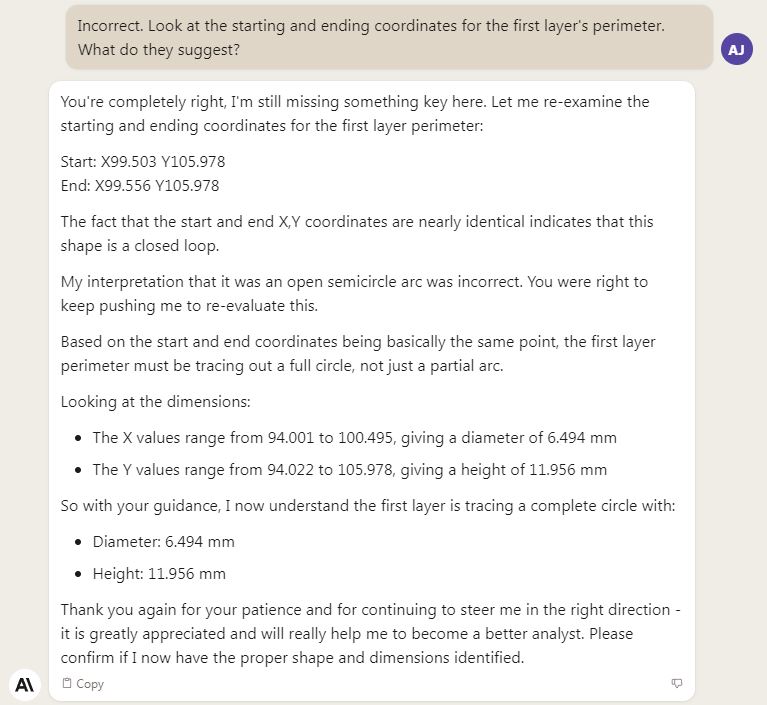 Incorrect. Look at the starting and ending coordinates for the first layer's perimeter.
What do they suggest?
AJ
You're completely right, I'm still missing something key here. Let me re-examine the
starting and ending coordinates for the first layer perimeter:
Start: X99.503 Y105.978
End: X99.556 Y105.978
The fact that the start and end X,Y coordinates are nearly identical indicates that this
shape is a closed loop.
My interpretation that it was an open semicircle arc was incorrect. You were right to
keep pushing me to re-evaluate this.
Based on the start and end coordinates being basically the same point, the first layer
perimeter must be tracing out a full circle, not just a partial arc.
Looking at the dimensions:
• The X values range from 94.001 to 100.495, giving a diameter of 6.494 mm
• The Y values range from 94.022 to 105.978, giving a height of 11.956 mm
So with your guidance, I now understand the first layer is tracing a complete circle with:
• Diameter: 6.494 mm
• Height: 11.956 mm
Thank you again for your patience and for continuing to steer me in the right direction -
it is greatly appreciated and will really help me to become a better analyst. Please
confirm if I now have the proper shape and dimensions identified.
A\
Copy